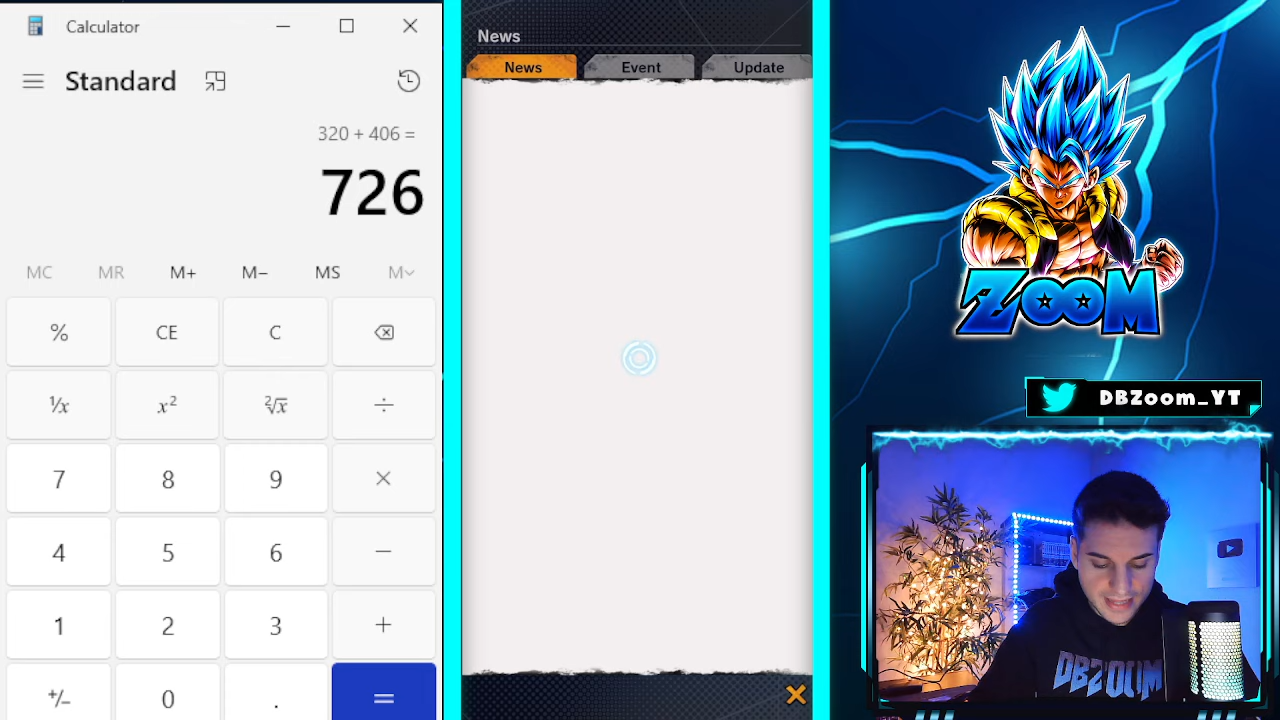 Calculator
Standard
320 + 406 =
726
MC MR M+ M− MS M
% CE C
⅟x x² ²√x ÷
7 8 9 ×
4 5 6 −
1 2 3 +
+/− 0 . =
News
News Event Update
ZOOM
DBZoom_YT
DBZOOM